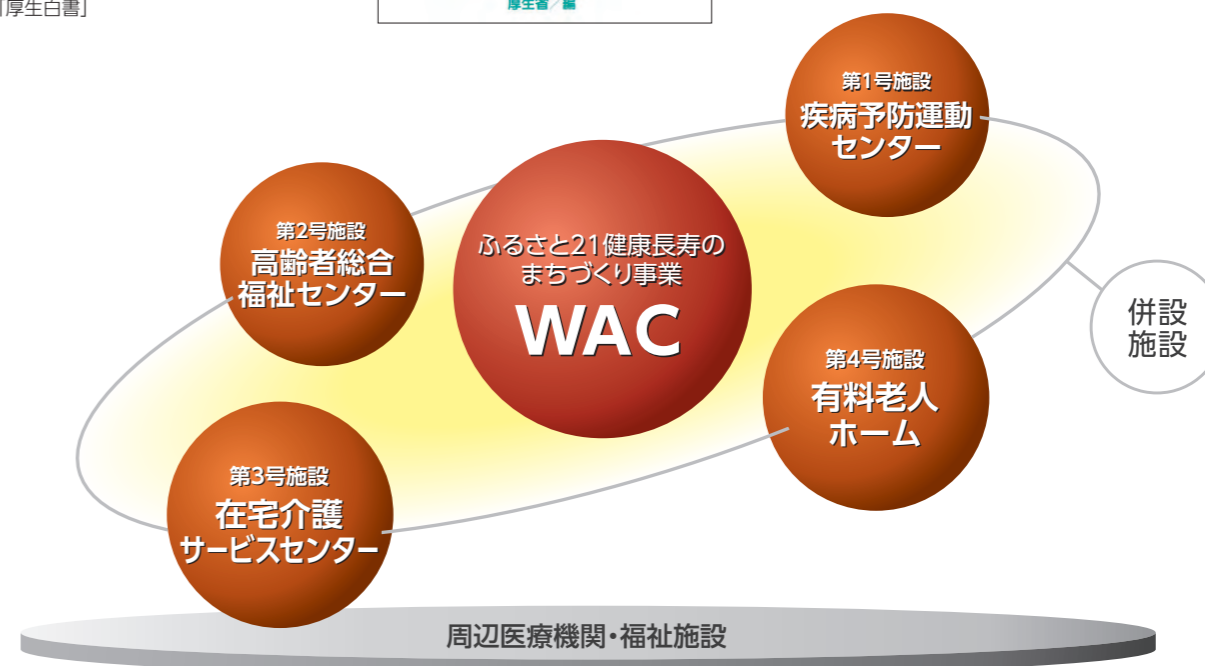 [厚生白書]
厚生省/編
第1号施設
疾病予防運動
センター
第2号施設
高齢者総合
福祉センター
ふるさと21健康長寿の
まちづくり事業
WAC
併設
施設
第4号施設
有料老人
ホーム
第3号施設
在宅介護
サービスセンター
周辺医療機関・福祉施設